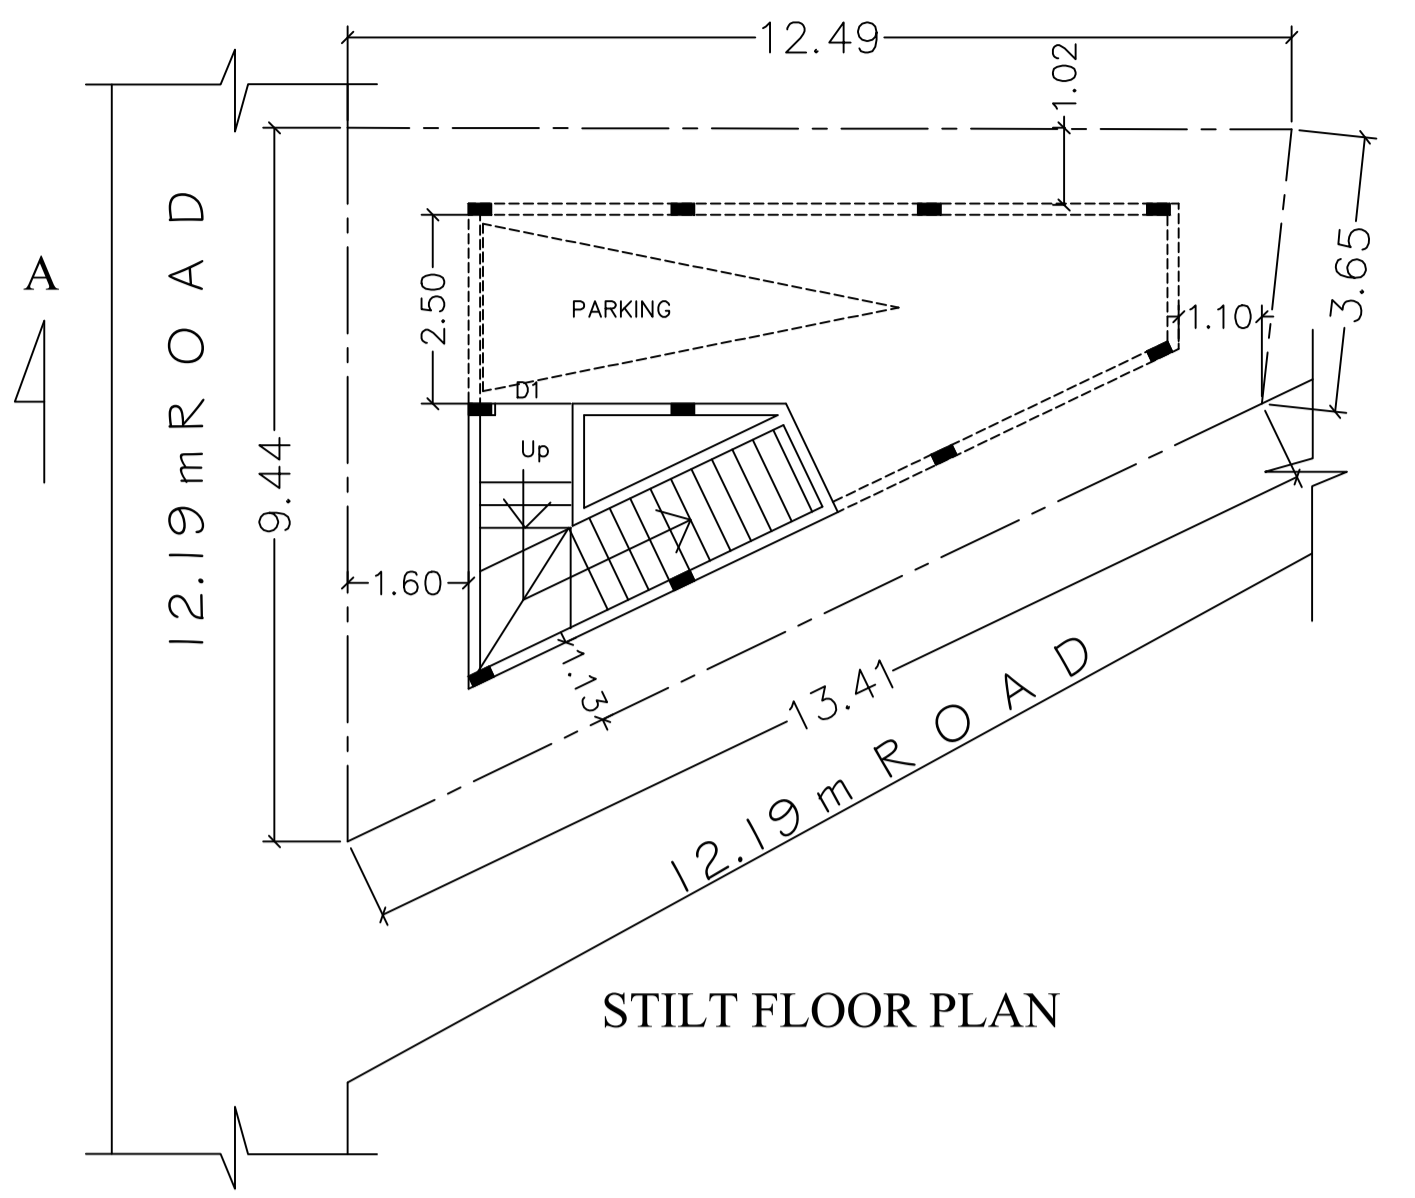 12.49
1.02
12.19m ROAD
A
3.65
2.50
PARKING
1.10
D1
Up
9.44
1.60
1.13
13.41
12.19m ROAD
STILT FLOOR PLAN